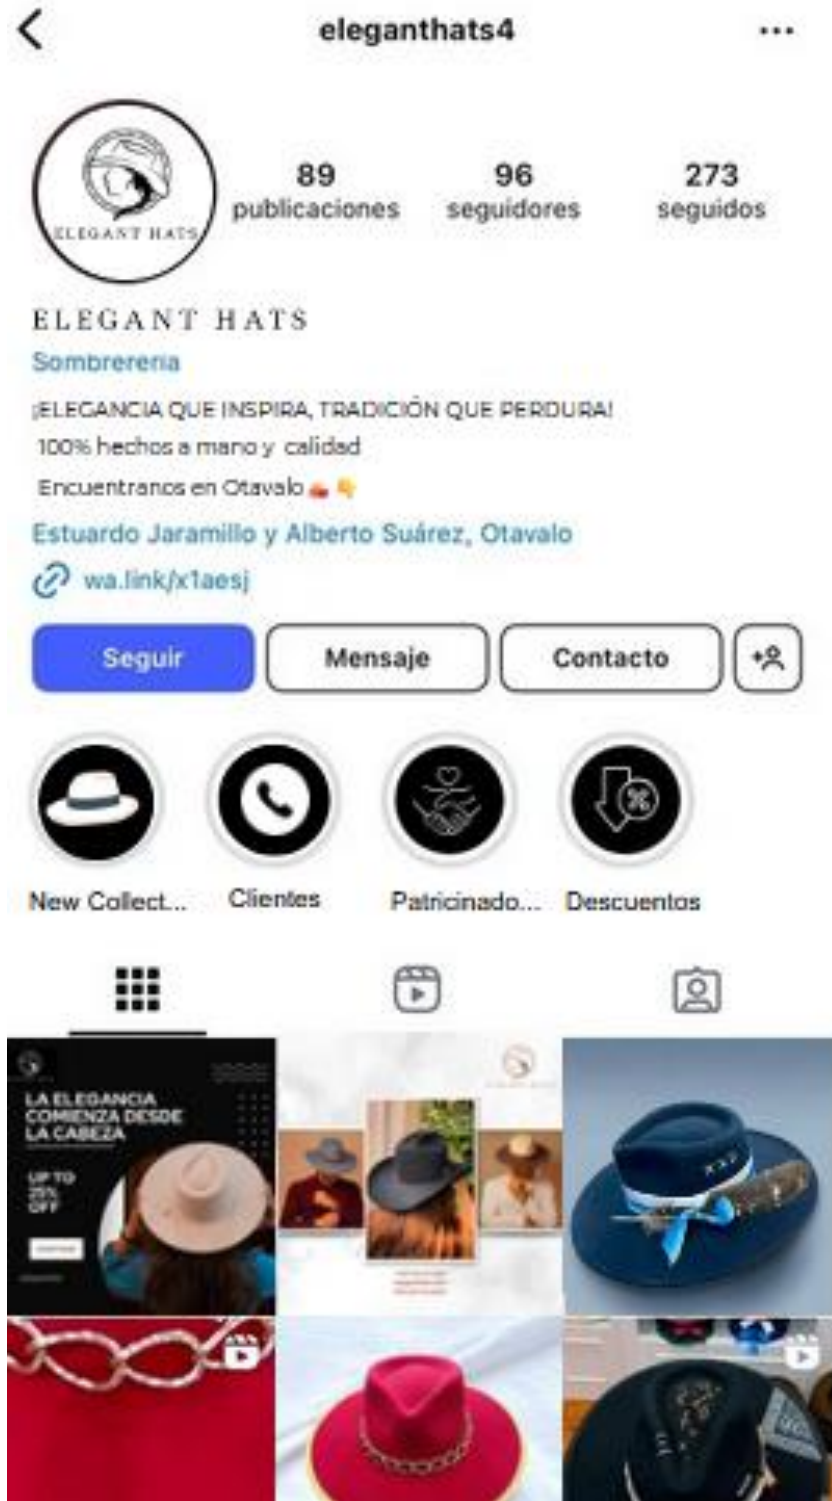 eleganthats4
89 publicaciones
96 seguidores
273 seguidos
ELEGANT HATS
ELEGANT HATS
Sombrereria
¡ELEGANCIA QUE INSPIRA, TRADICIÓN QUE PERDURA!
100% hechos a mano y calidad
Encuentranos en Otavalo
Estuardo Jaramillo y Alberto Suárez, Otavalo
wa.link/x1aesj
Seguir
Mensaje
Contacto
New Collect...
Clientes
Patricinado...
Descuentos
LA ELEGANCIA
COMIENZA DESDE
LA CABEZA
UP TO
25%
OFF